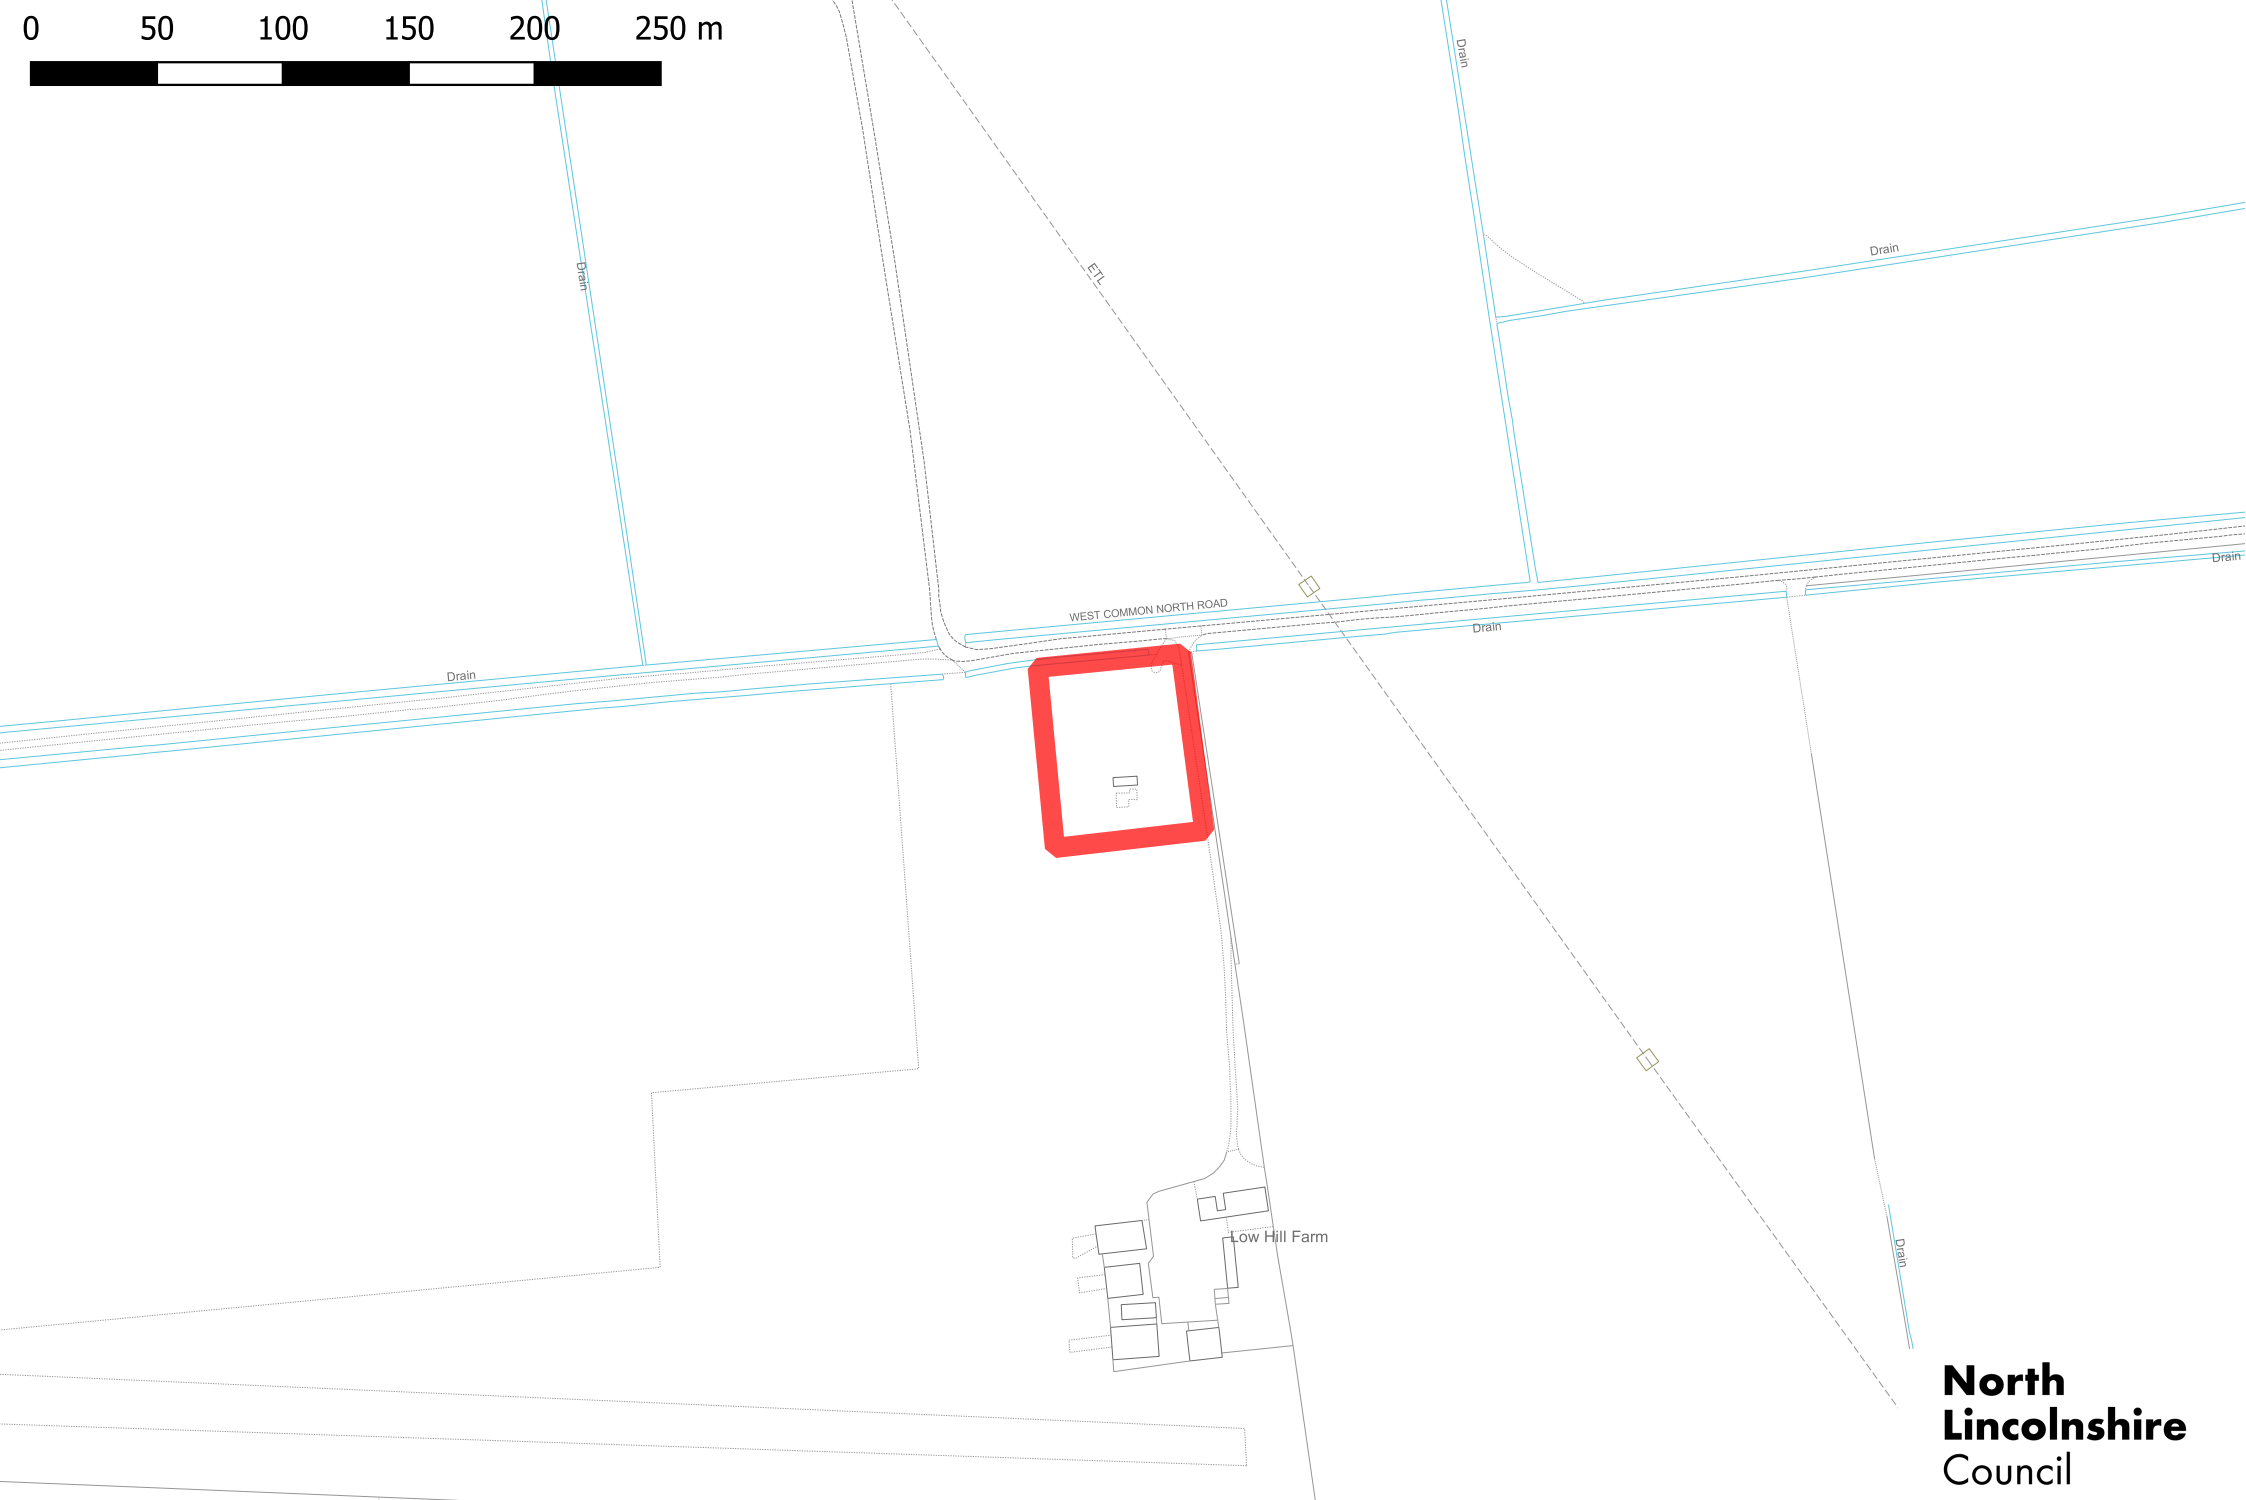 0 50 100 150 200 250 m
Drain
Drain
ETL
Drain
WEST COMMON NORTH ROAD
Drain
Drain
Drain
Low Hill Farm
Drain
North
Lincolnshire
Council